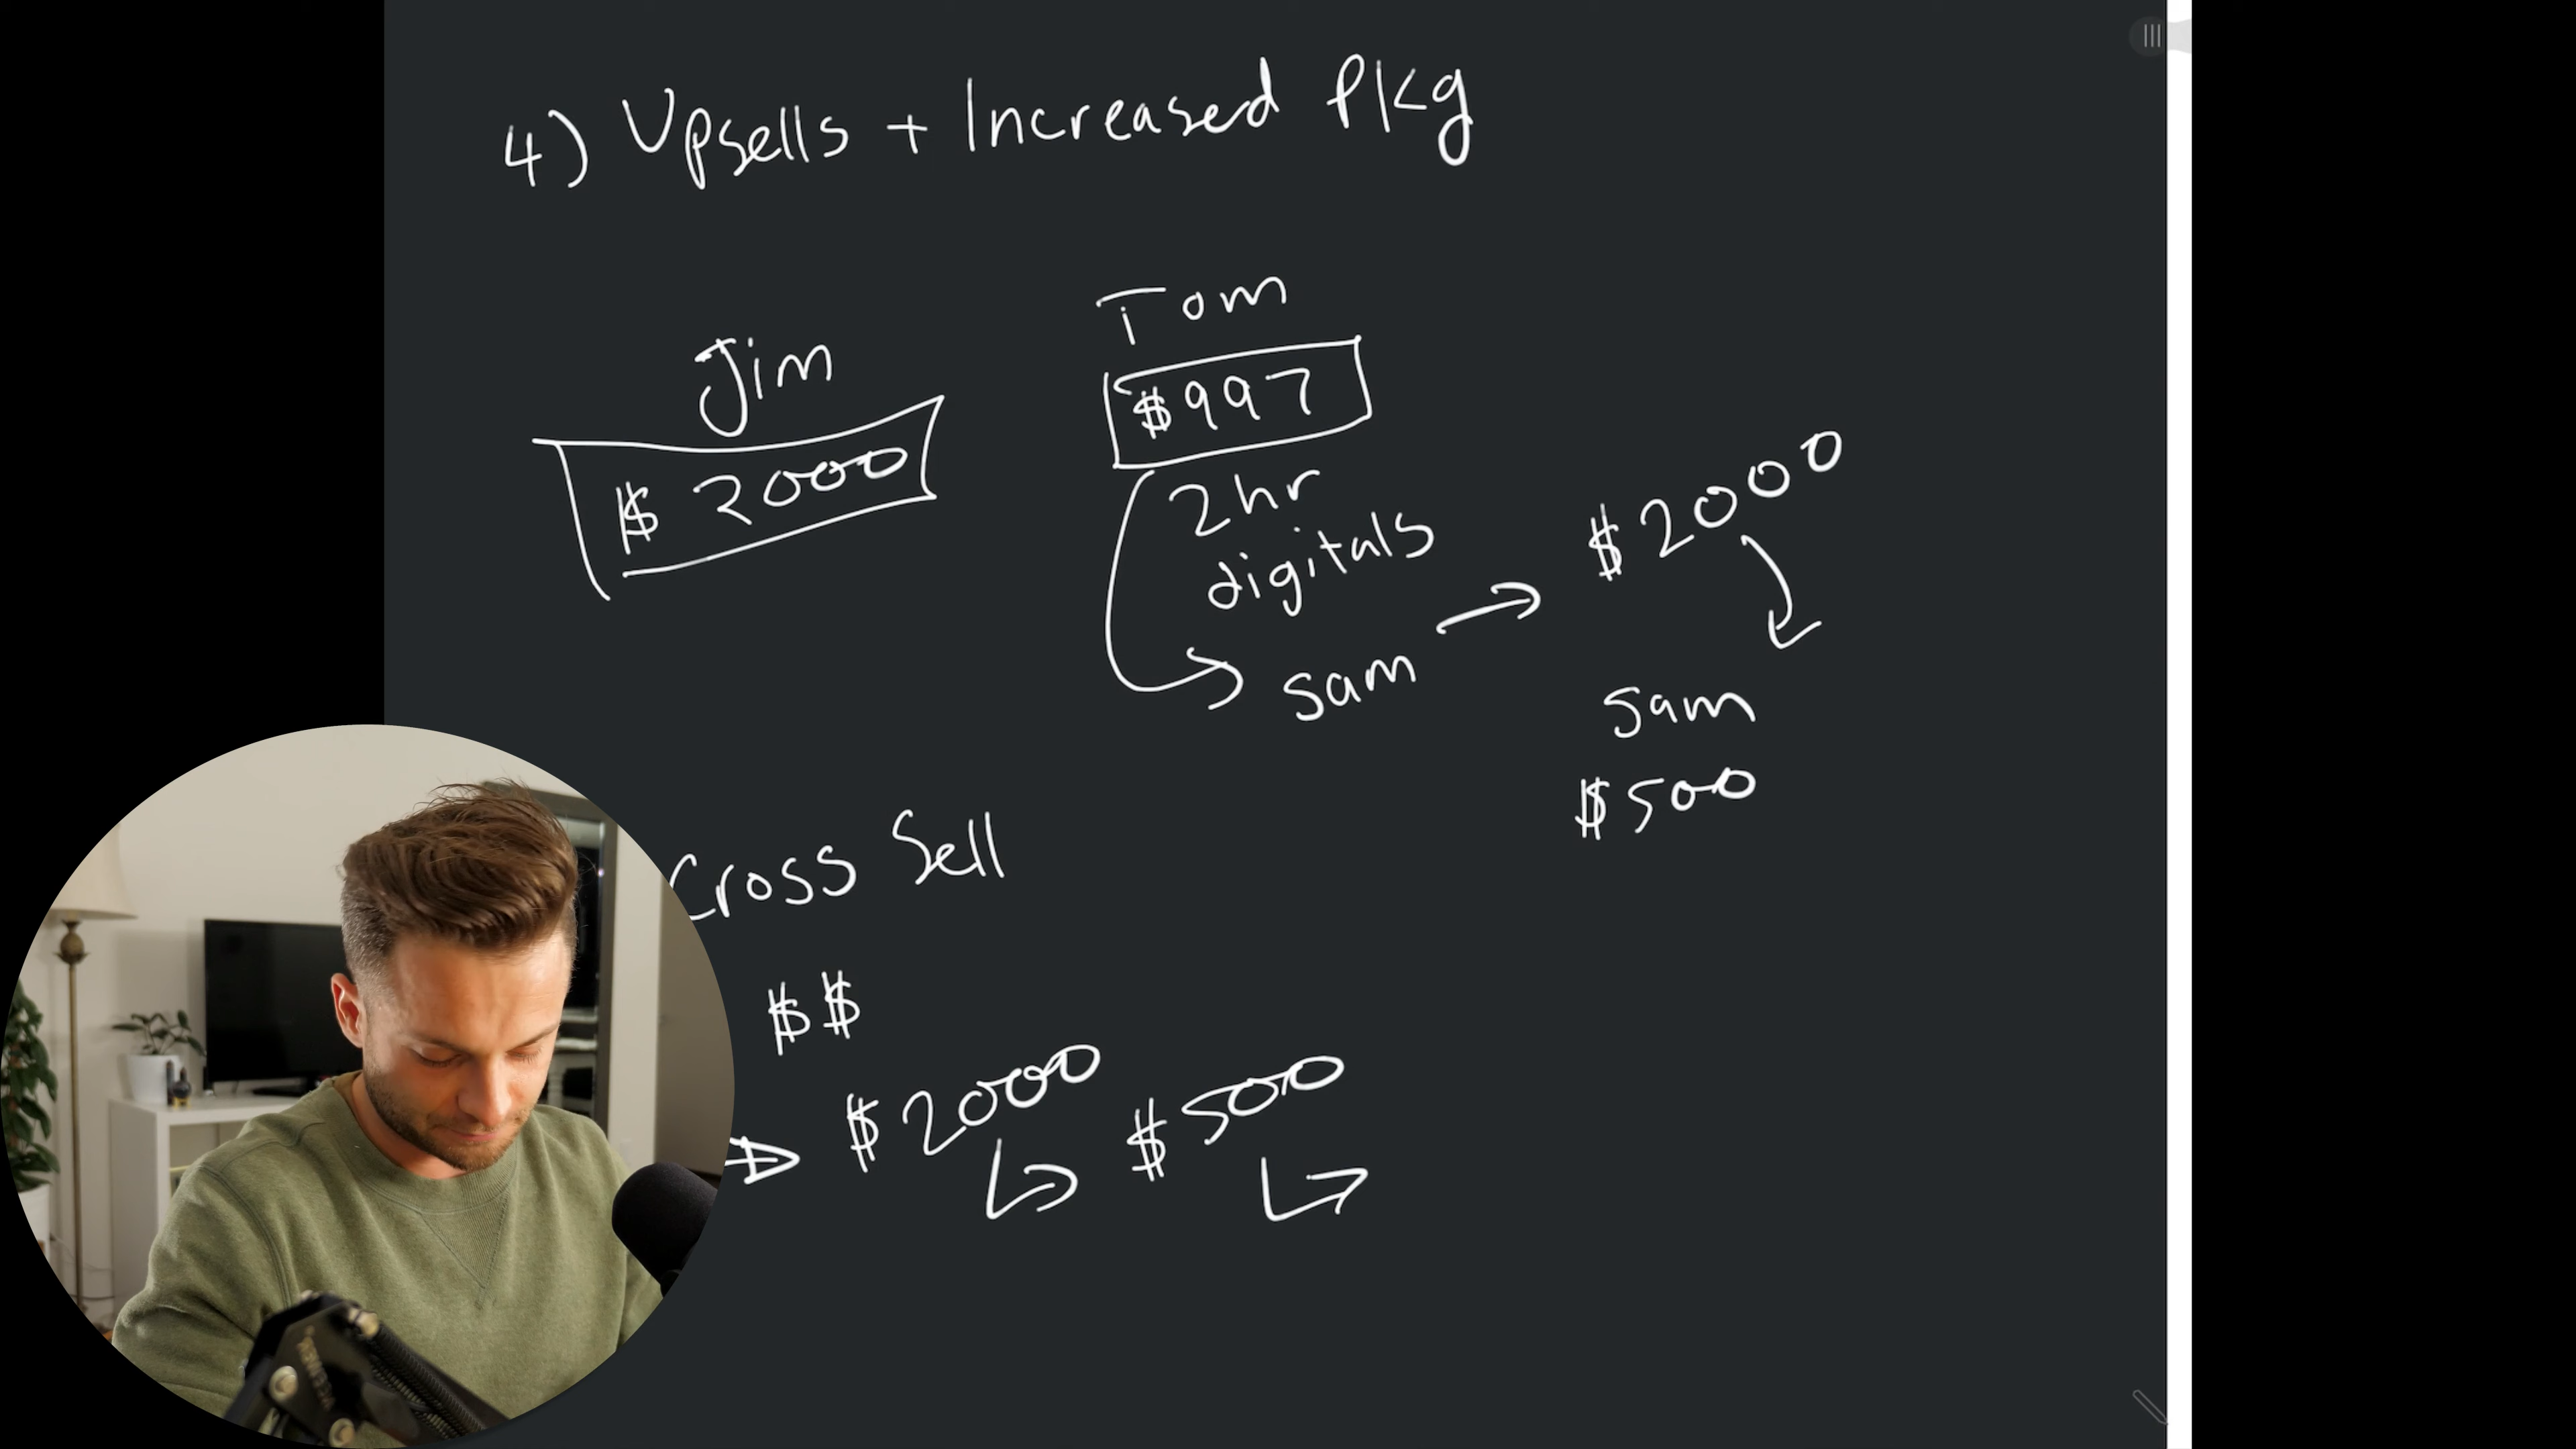 4) Upsells + Increased Pkg
Jim
$ 2000
Tom
$997
2hr
digitals
sam → $2000
sam
$500
Cross Sell
$$
$2000 $500